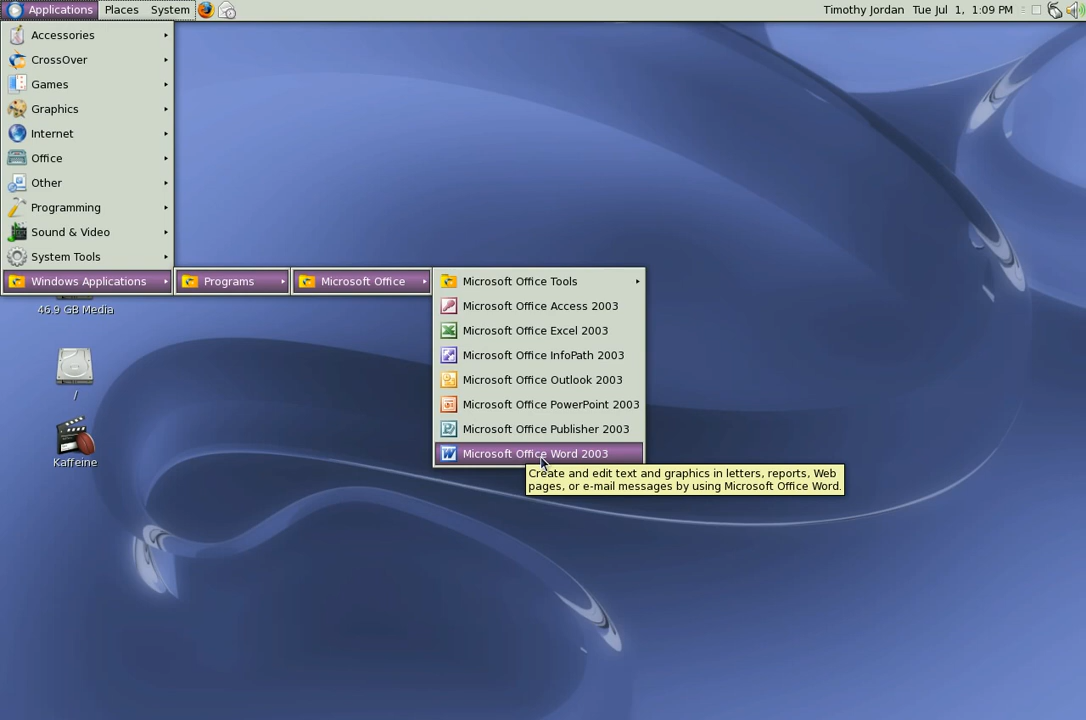 Applications Places System
Timothy Jordan Tue Jul 1, 1:09 PM
Accessories
CrossOver
Games
Graphics
Internet
Office
Other
Programming
Sound & Video
System Tools
Windows Applications
Programs
Microsoft Office
Microsoft Office Tools
Microsoft Office Access 2003
Microsoft Office Excel 2003
Microsoft Office InfoPath 2003
Microsoft Office Outlook 2003
Microsoft Office PowerPoint 2003
Microsoft Office Publisher 2003
Microsoft Office Word 2003
Create and edit text and graphics in letters, reports, Web
pages, or e-mail messages by using Microsoft Office Word.
46.9 GB Media
/
Kaffeine